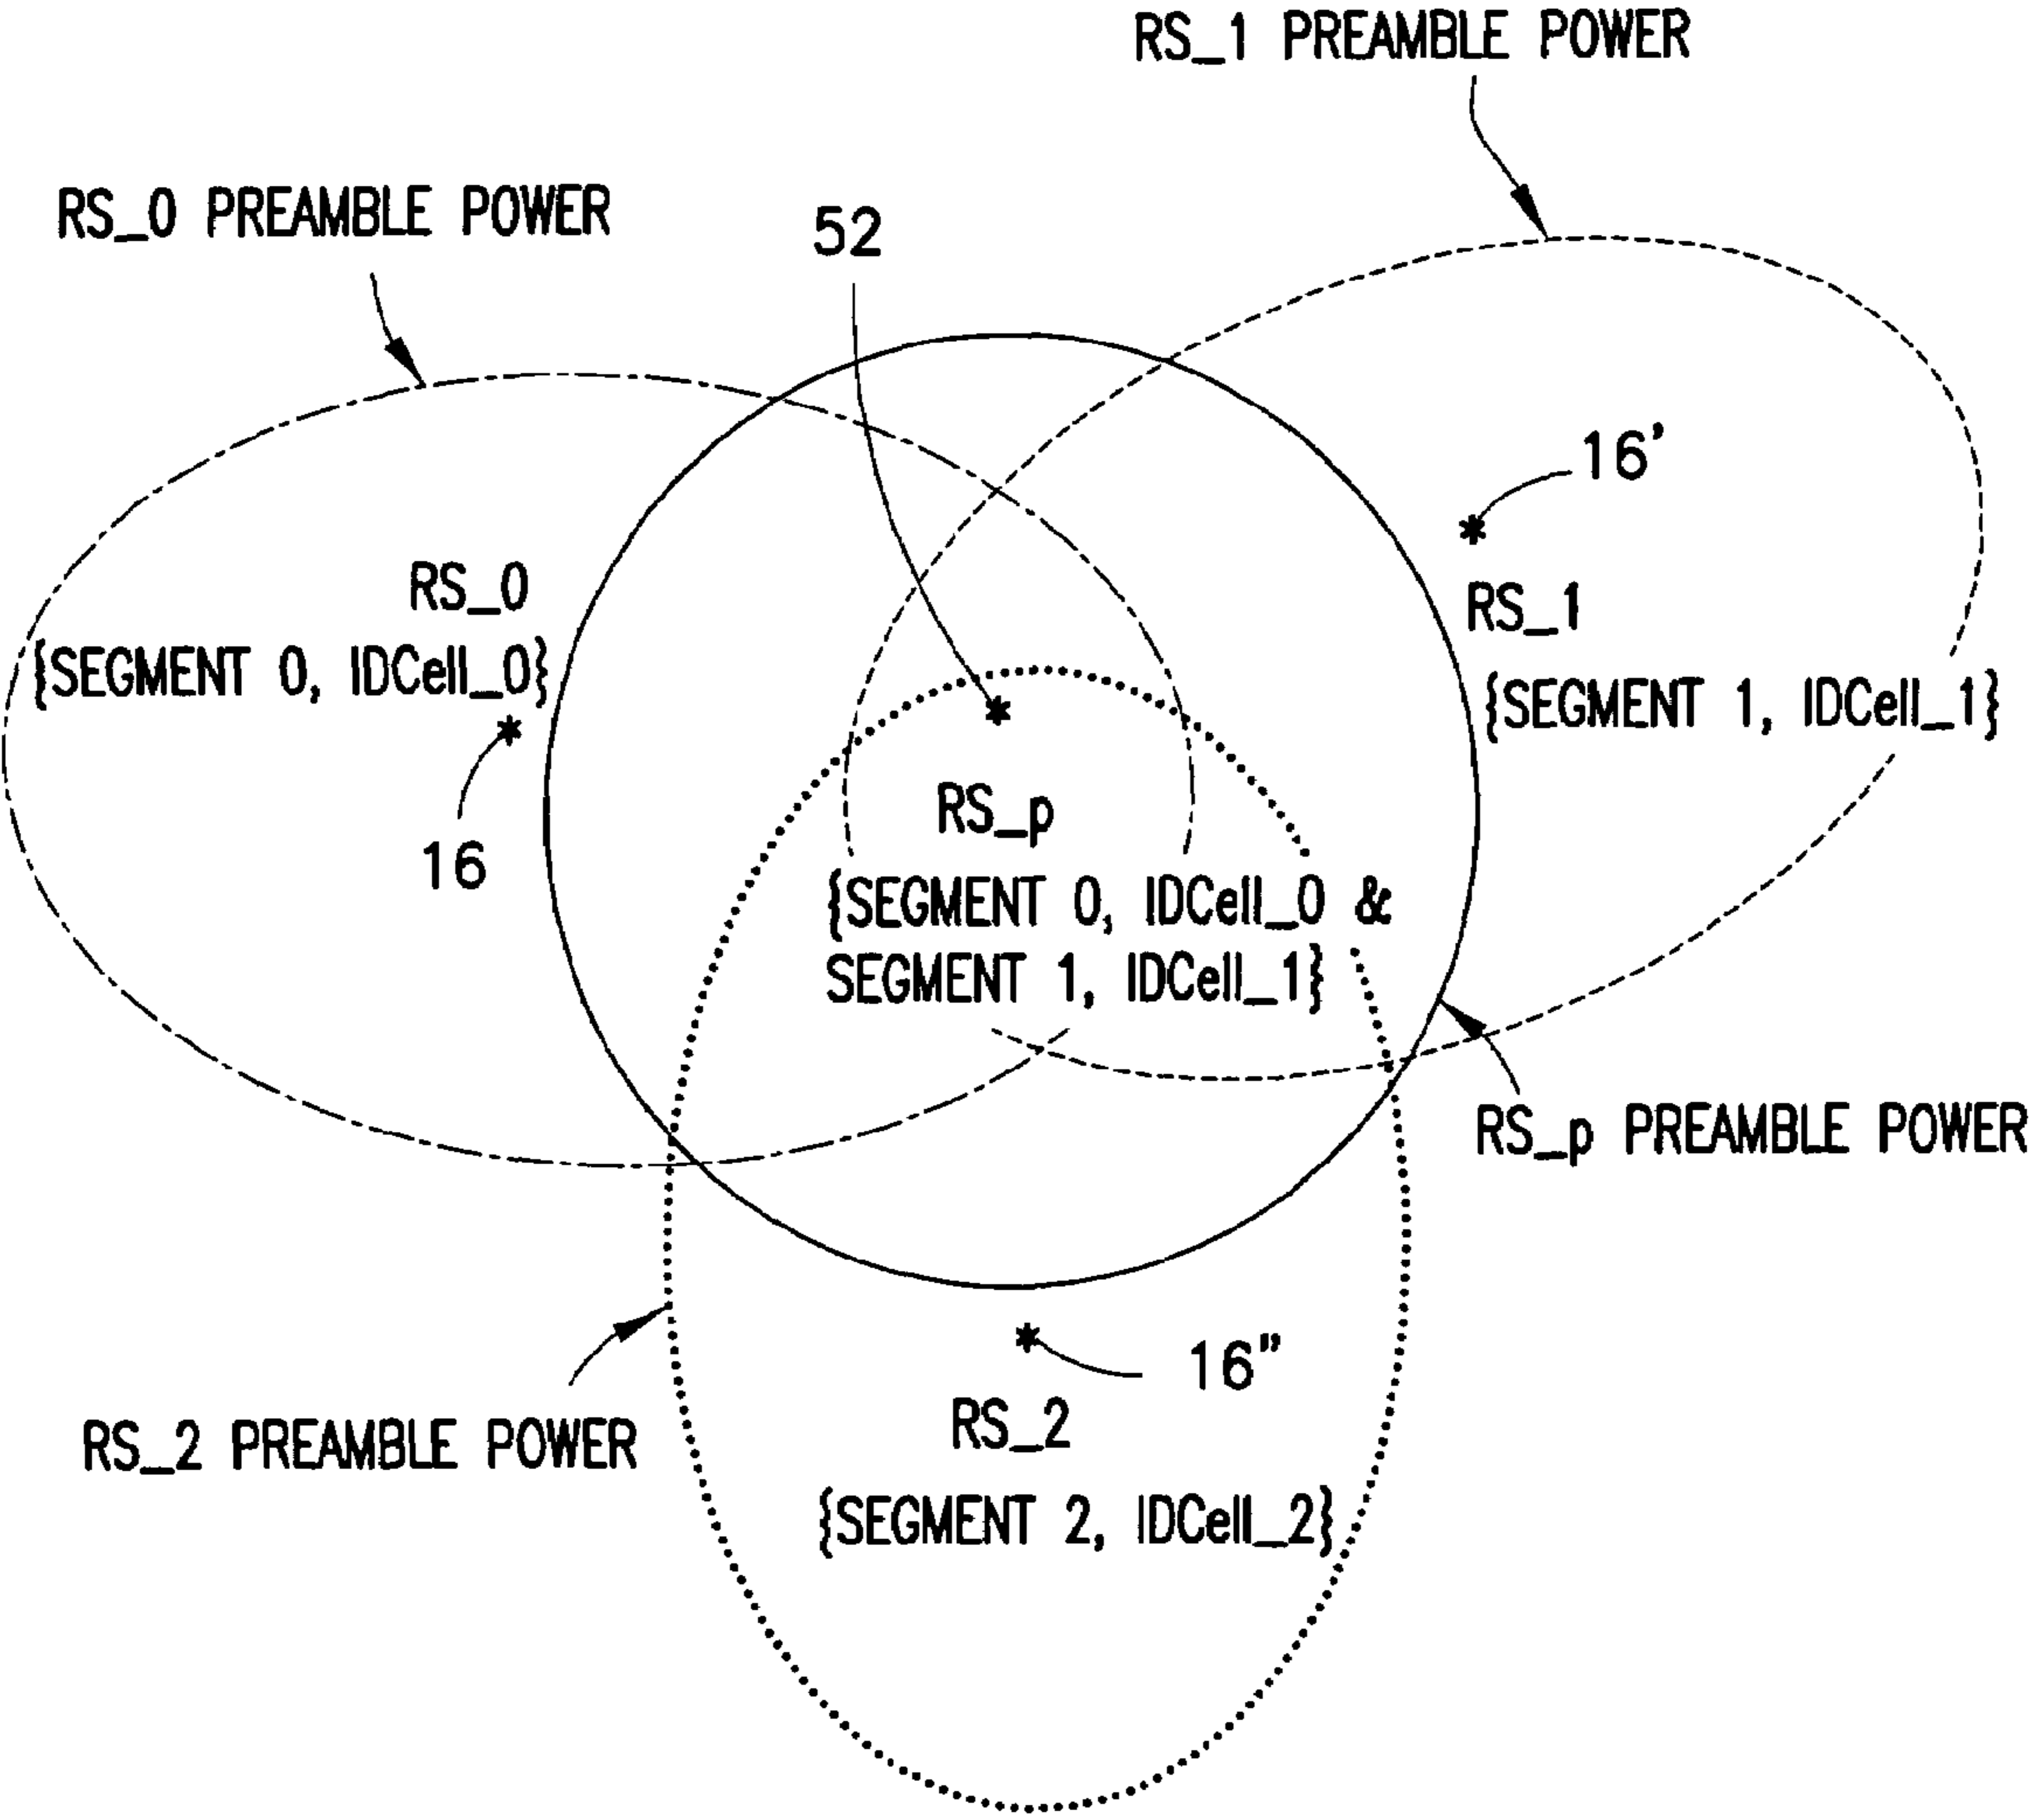 RS_1 PREAMBLE POWER
RS_0 PREAMBLE POWER
52
16'
RS_0
{SEGMENT 0, IDCell_0}
16
RS_1
{SEGMENT 1, IDCell_1}
RS_p
{SEGMENT 0, IDCell_0 &
SEGMENT 1, IDCell_1}
RS_p PREAMBLE POWER
16"
RS_2 PREAMBLE POWER
RS_2
{SEGMENT 2, IDCell_2}